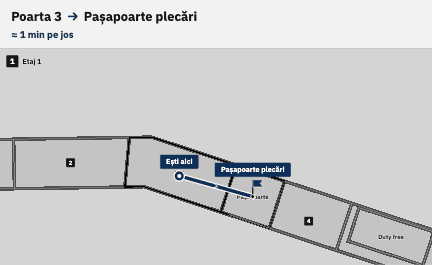 Poarta 3 → Pașapoarte plecări
≈ 1 min pe jos
1 Etaj 1
2
Ești aici
Pașapoarte plecări
4
Duty free